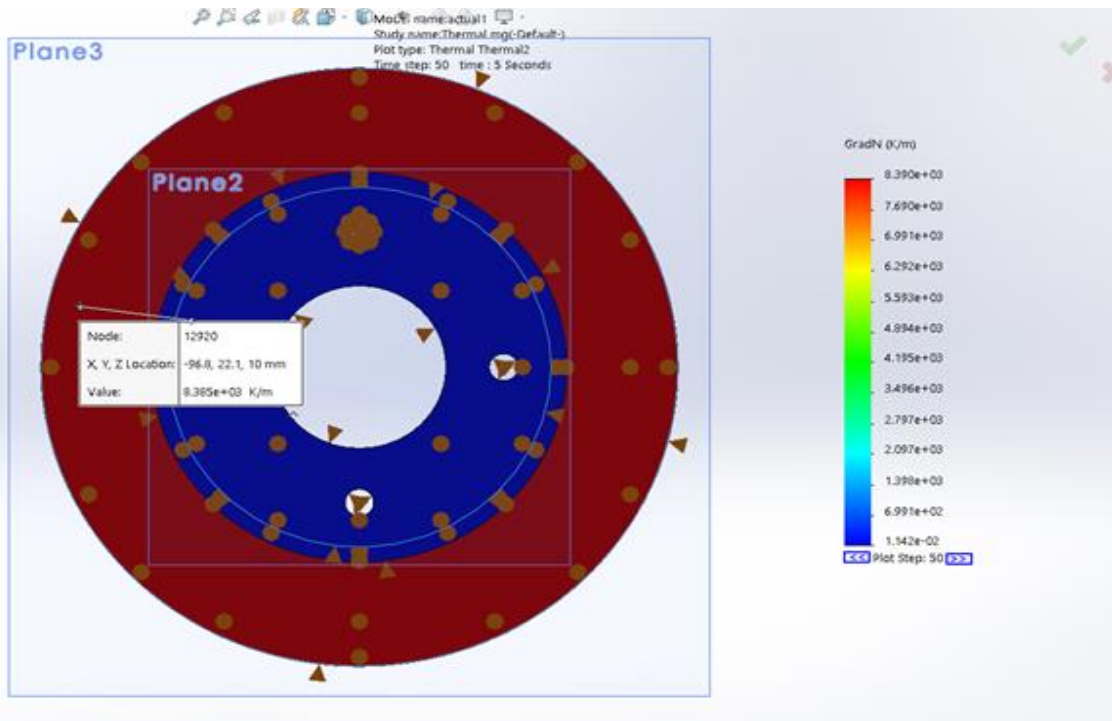 Model name:actual1
Study name:Thermal mg(-Default-)
Plot type: Thermal Thermal2
Time step: 50 time : 5 Seconds
Plane3
Plane2
GradN (K/m)
8.390e+03
7.690e+03
6.991e+03
6.292e+03
5.593e+03
4.894e+03
4.195e+03
3.496e+03
2.797e+03
2.097e+03
1.398e+03
6.991e+02
1.142e-02
<< Plot Step: 50 >>
Node: 12920
X, Y, Z Location: -96.8, 22.1, 10 mm
Value: 8.385e+03 K/m